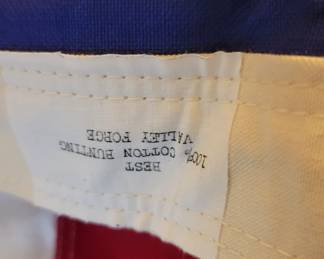 BEST
100% COTTON BUNTING
VALLEY FORGE